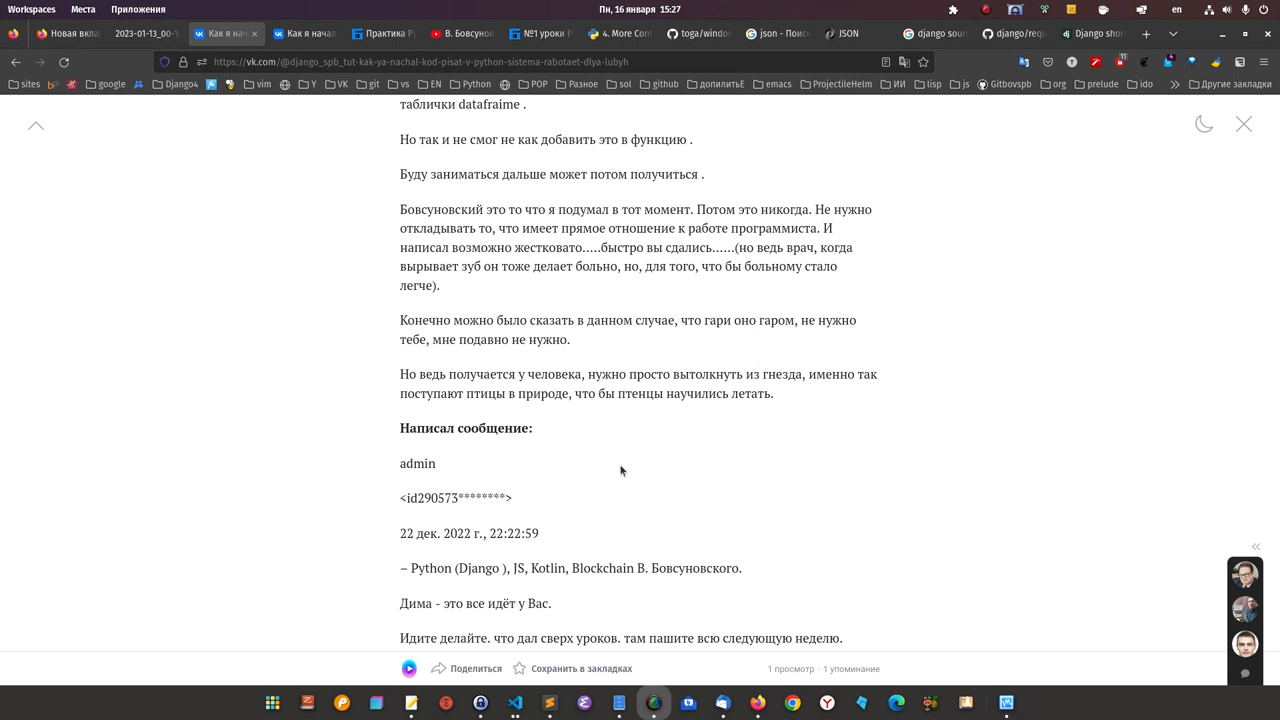 Workspaces Места Приложения Пн, 16 января 15:27 en
Новая вкла 2023-01-13_00-1 Как я нач Как я начал Практика Ру В. Бовсунов №1 уроки P 4. More Con toga/windo json - Поис JSON django soun django/requ Django shor
https://vk.com/@django_spb_tut-kak-ya-nachal-kod-pisat-v-python-sistema-rabotaet-dlya-lubyh 11
sites bp google Django4 vim Y VK git vs EN Python POP Разное sol github допилитьE emacs ProjectileHelm ИИ lisp js Gitbovspb org prelude ido Другие закладки
таблички datafraime .
Но так и не смог не как добавить это в функцию .
Буду заниматься дальше может потом получиться .
Бовсуновский это то что я подумал в тот момент. Потом это никогда. Не нужно
откладывать то, что имеет прямое отношение к работе программиста. И
написал возможно жестковато.....быстро вы сдались......(но ведь врач, когда
вырывает зуб он тоже делает больно, но, для того, что бы больному стало
легче).
Конечно можно было сказать в данном случае, что гари оно гаром, не нужно
тебе, мне подавно не нужно.
Но ведь получается у человека, нужно просто вытолкнуть из гнезда, именно так
поступают птицы в природе, что бы птенцы научились летать.
Написал сообщение:
admin
<id290573********>
22 дек. 2022 г., 22:22:59
– Python (Django ), JS, Kotlin, Blockchain В. Бовсуновского.
Дима - это все идёт у Вас.
Идите делайте. что дал сверх уроков. там пашите всю следующую неделю.
Поделиться Сохранить в закладках 1 просмотр · 1 упоминание